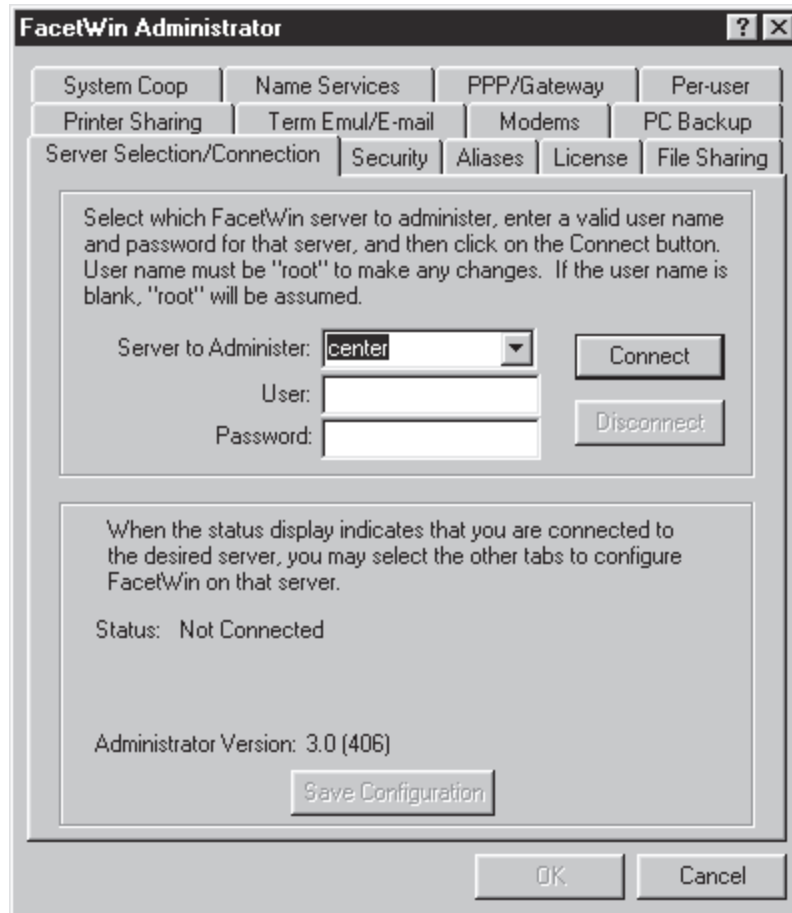 FacetWin Administrator
System Coop Name Services PPP/Gateway Per-user
Printer Sharing Term Emul/E-mail Modems PC Backup
Server Selection/Connection Security Aliases License File Sharing
Select which FacetWin server to administer, enter a valid user name
and password for that server, and then click on the Connect button.
User name must be "root" to make any changes. If the user name is
blank, "root" will be assumed.
Server to Administer: center Connect
User:
Disconnect
Password:
When the status display indicates that you are connected to
the desired server, you may select the other tabs to configure
FacetWin on that server.
Status: Not Connected
Administrator Version: 3.0 (406)
Save Configuration
OK Cancel